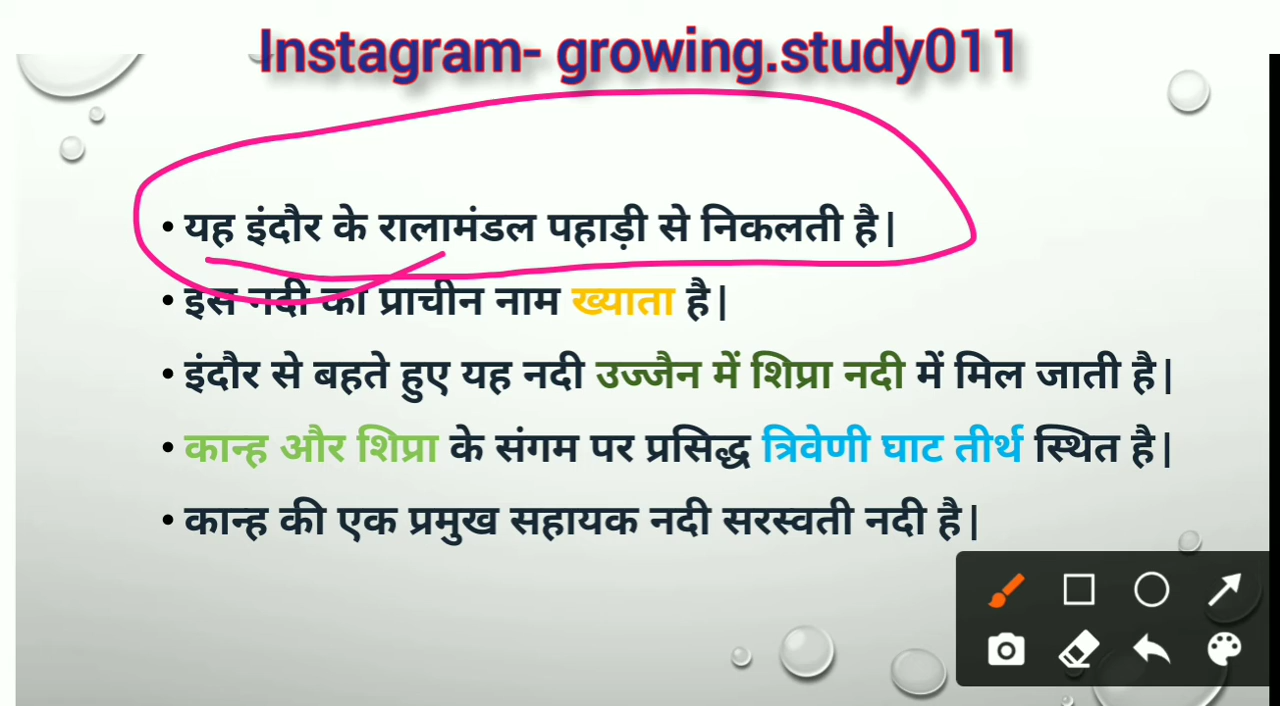 Instagram- growing.study011
• यह इंदौर के रालामंडल पहाड़ी से निकलती है|
• इस नदी का प्राचीन नाम ख्याता है|
• इंदौर से बहते हुए यह नदी उज्जैन में शिप्रा नदी में मिल जाती है|
• कान्ह और शिप्रा के संगम पर प्रसिद्ध त्रिवेणी घाट तीर्थ स्थित है|
• कान्ह की एक प्रमुख सहायक नदी सरस्वती नदी है|